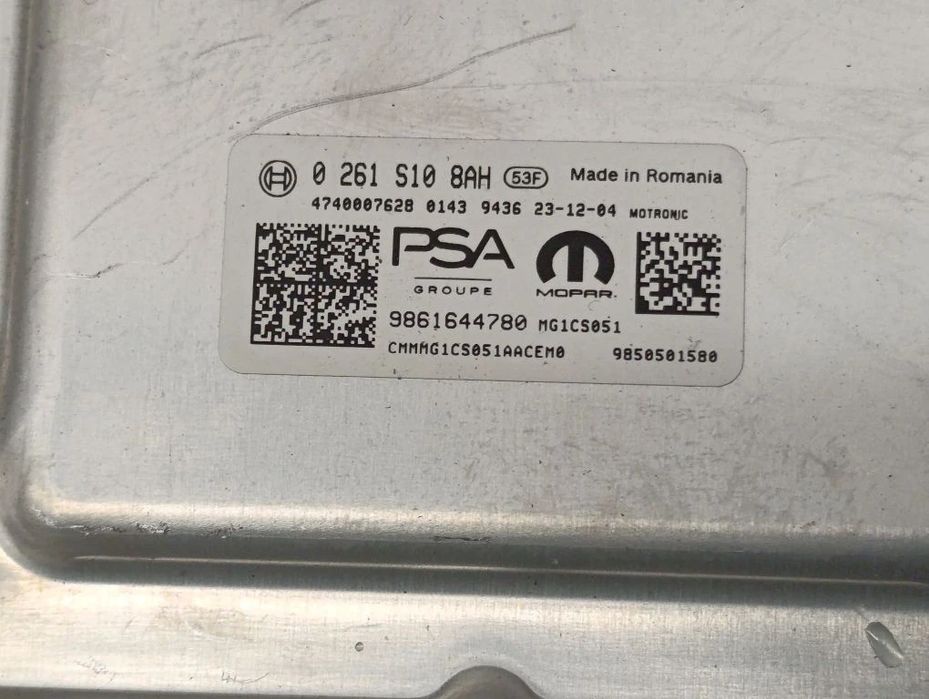 0 261 S10 8AH 53F Made in Romania
4740007628 0143 9436 23-12-04 MOTRONIC
PSA
GROUPE
MOPAR.
9861644780 MG1CS051
CMMMG1CS051AACEM0 9850501580